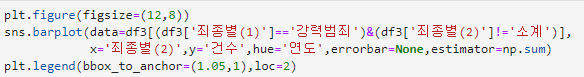 plt.figure(figsize=(12,8))
sns.barplot(data=df3[(df3['죄종별(1)']=='강력범죄')&(df3['죄종별(2)']!='소계')],
x='죄종별(2)',y='건수',hue='연도',errorbar=None,estimator=np.sum)
plt.legend(bbox_to_anchor=(1.05,1),loc=2)